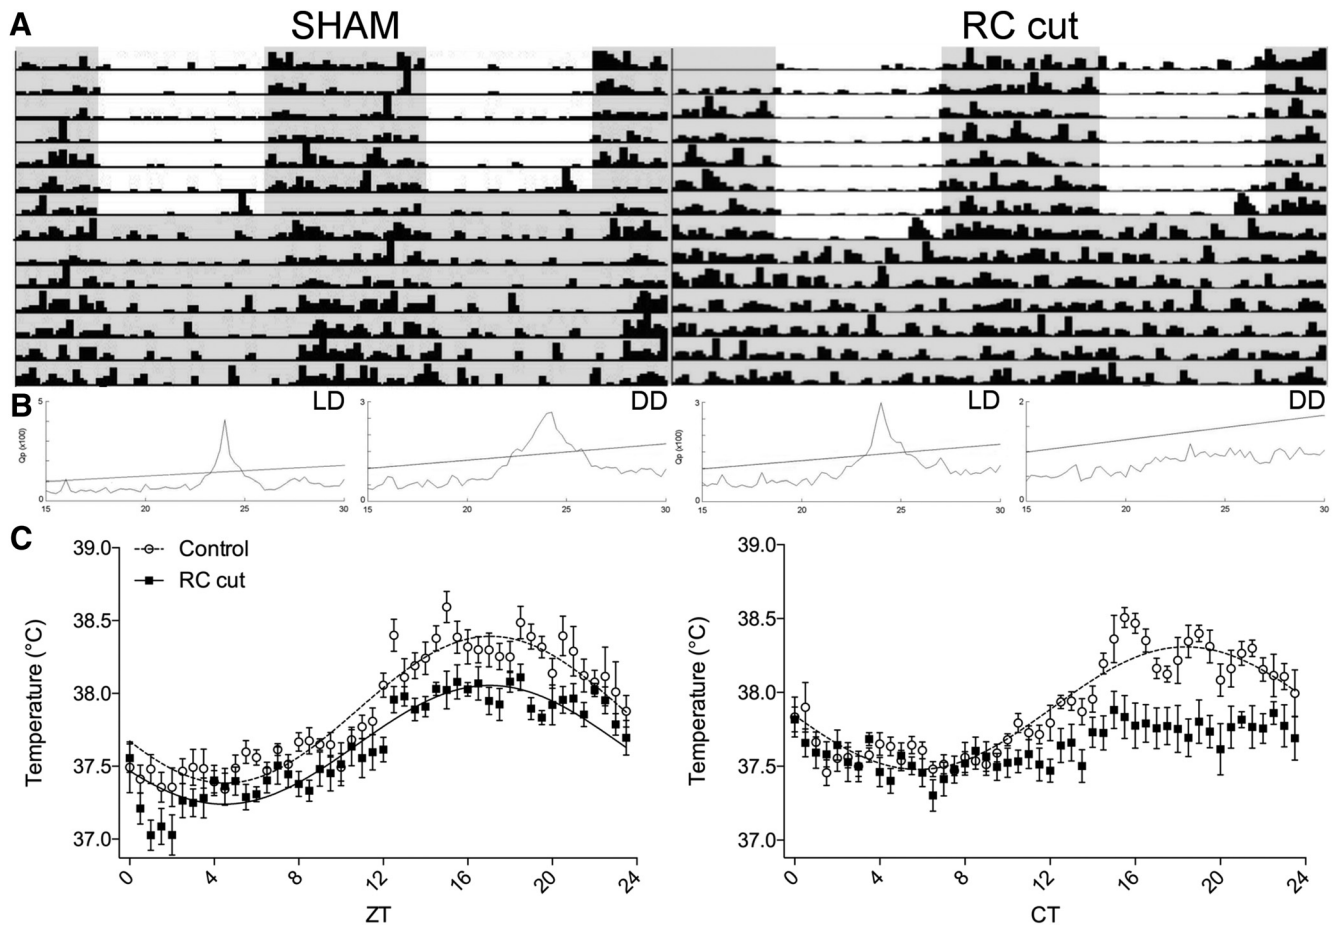 A SHAM RC cut
B LD DD LD DD
Qp (x100) 5 0 15 20 25 30
3 0 15 20 25 30
Qp (x100) 3 0 15 20 25 30
2 0 15 20 25 30
C
Control
RC cut
Temperature (°C)
39.0
38.5
38.0
37.5
37.0
0 4 8 12 16 20 24
ZT
Temperature (°C)
39.0
38.5
38.0
37.5
37.0
0 4 8 12 16 20 24
CT